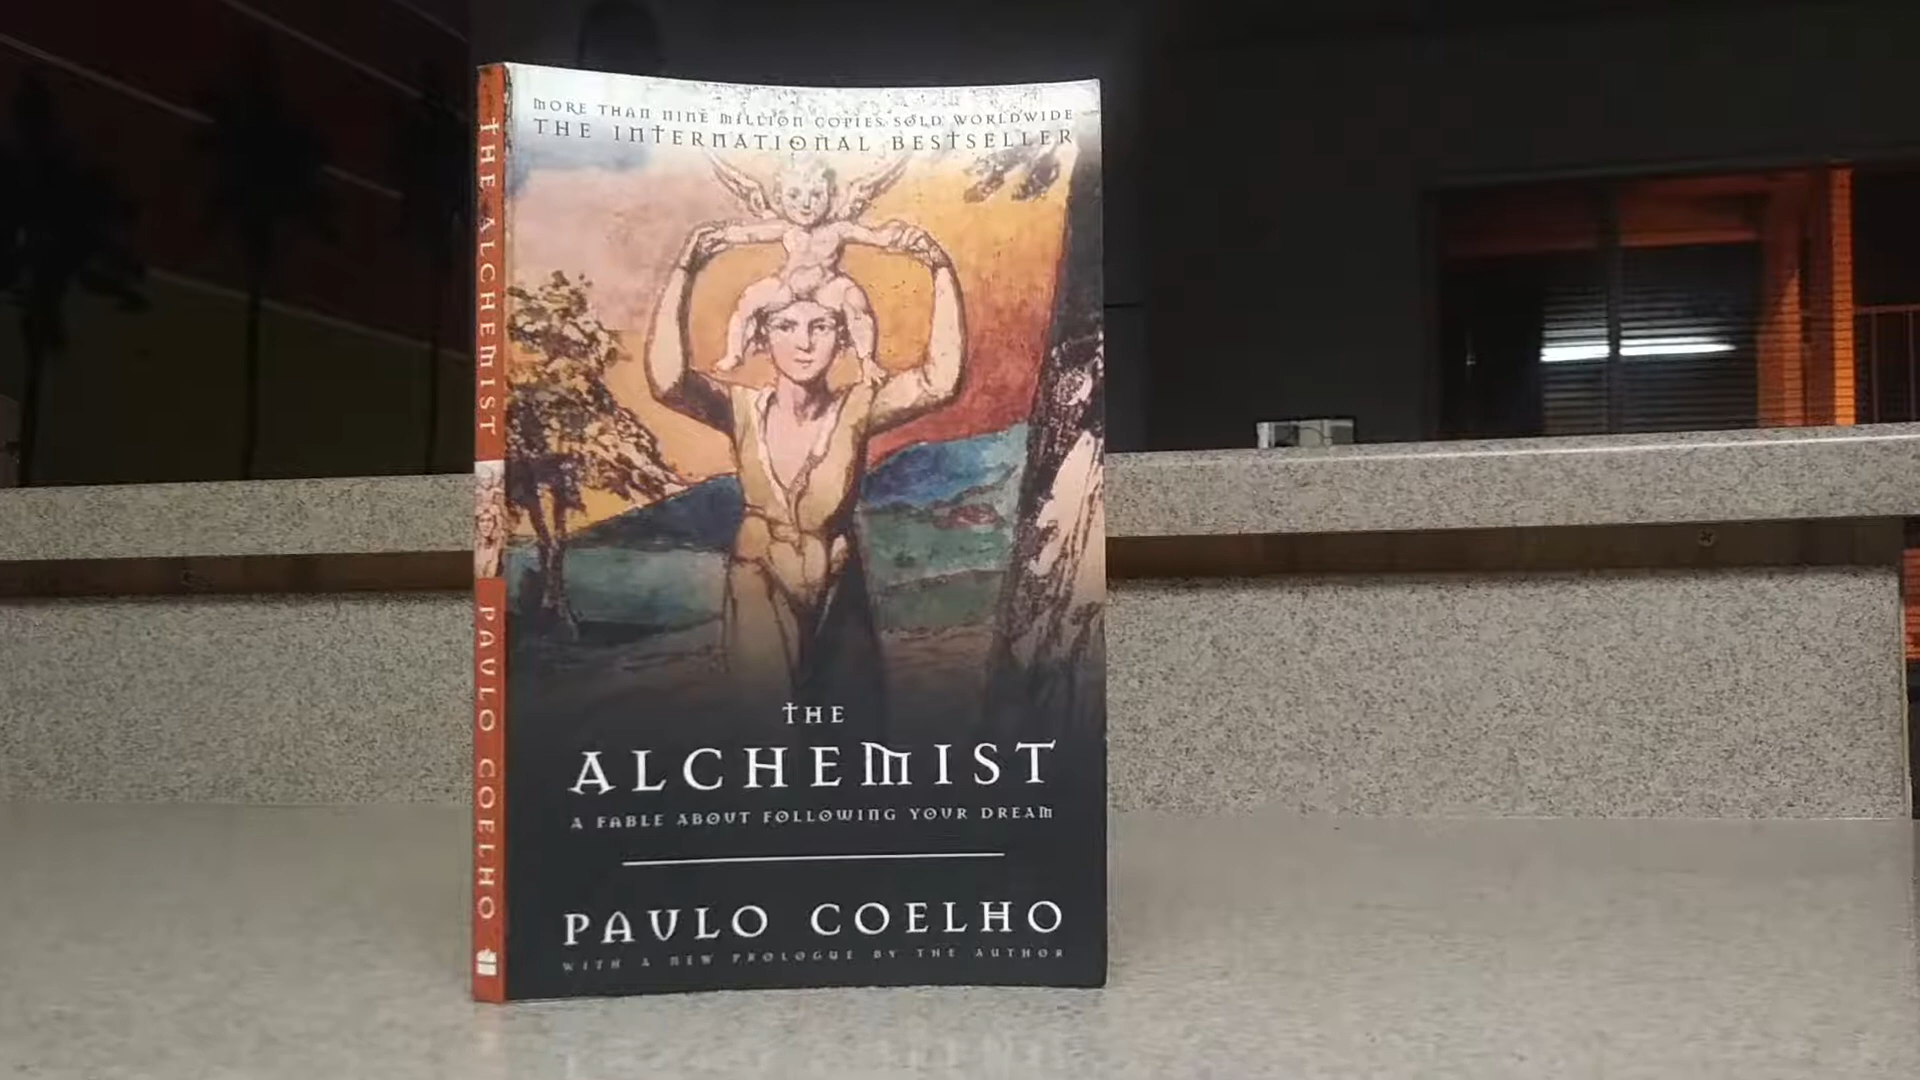 MORE THAN NINE MILLION COPIES SOLD WORLDWIDE
THE INTERNATIONAL BESTSELLER
THE
ALCHEMIST
A FABLE ABOUT FOLLOWING YOUR DREAM
PAULO COELHO
WITH A NEW PROLOGUE BY THE AUTHOR
THE ALCHEMIST
PAULO COELHO